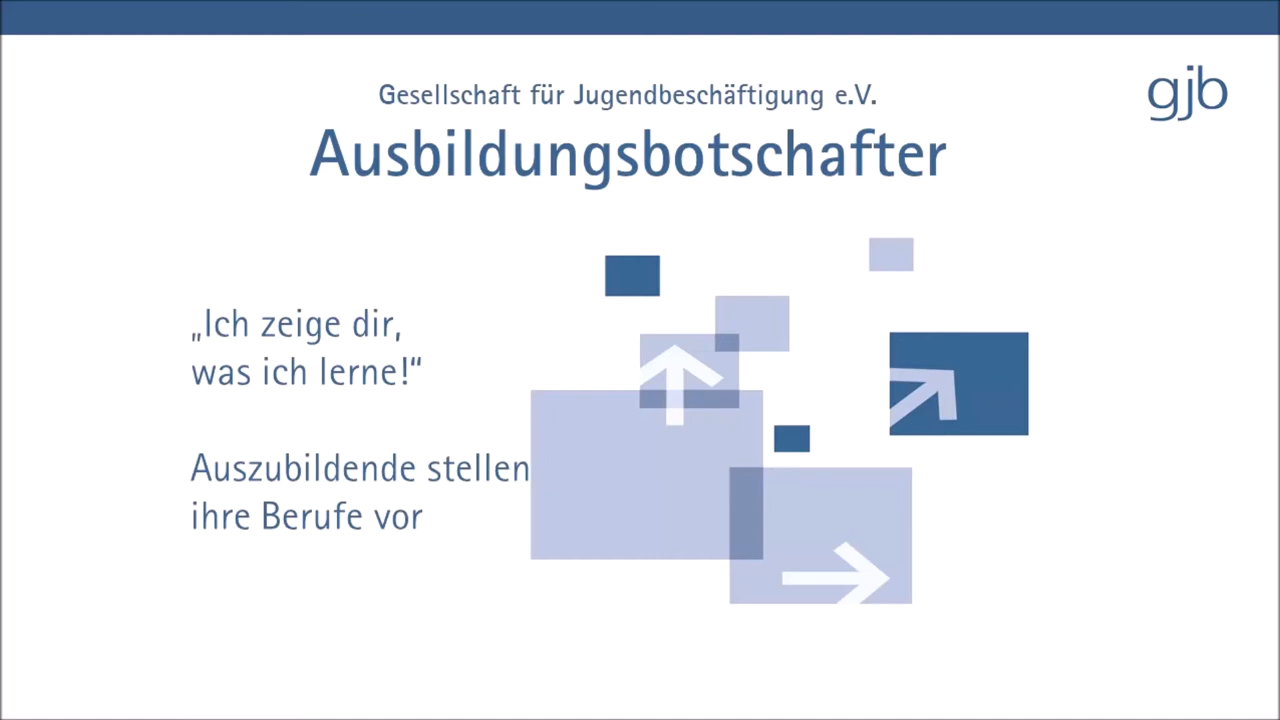 Gesellschaft für Jugendbeschäftigung e.V.
gjb
Ausbildungsbotschafter
„Ich zeige dir,
was ich lerne!“
Auszubildende stellen
ihre Berufe vor